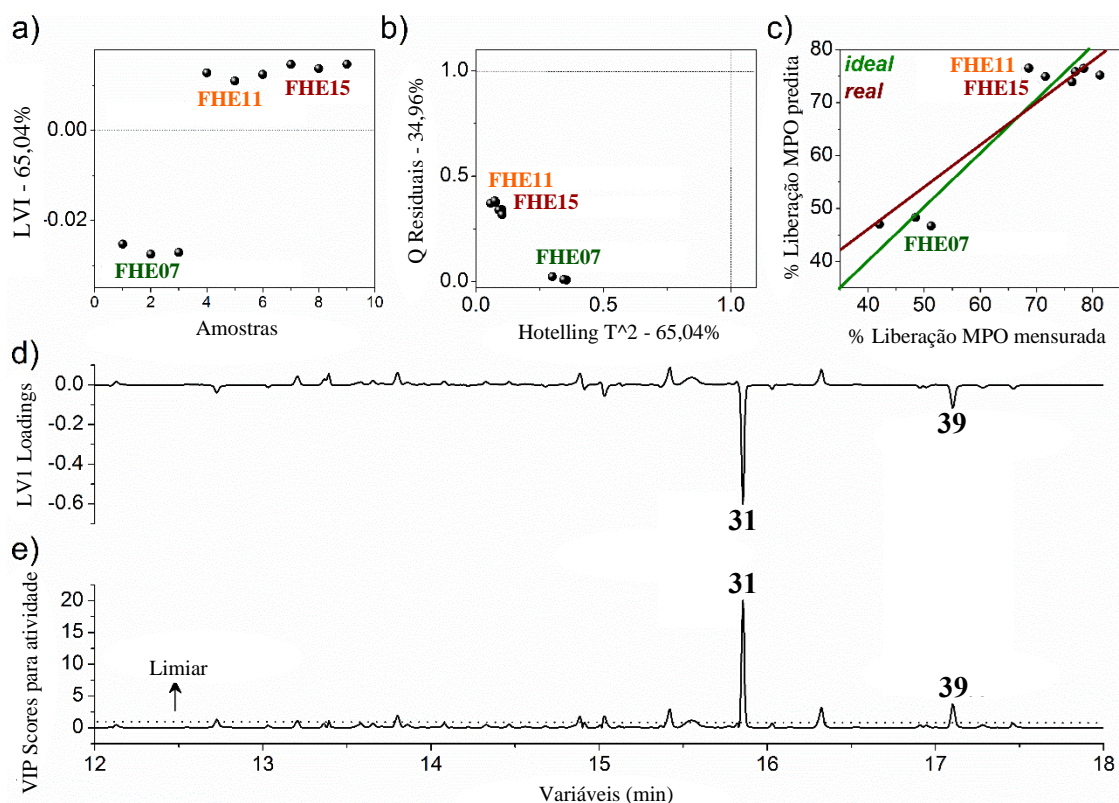 a)
LVI - 65,04%
0.00
-0.02
FHE11
FHE15
FHE07
0 2 4 6 8 10
Amostras
b)
Q Residuais - 34,96%
1.0
0.5
0.0
FHE11
FHE15
FHE07
0.0 0.5 1.0
Hotelling T^2 - 65,04%
c)
% Liberação MPO predita
80
70
60
50
40
ideal
real
FHE11
FHE15
FHE07
40 50 60 70 80
% Liberação MPO mensurada
d)
LV1 Loadings
0.0
-0.2
-0.4
-0.6
31
39
e)
VIP Scores para atividade
20
15
10
5
0
Limiar
31
39
12 13 14 15 16 17 18
Variáveis (min)